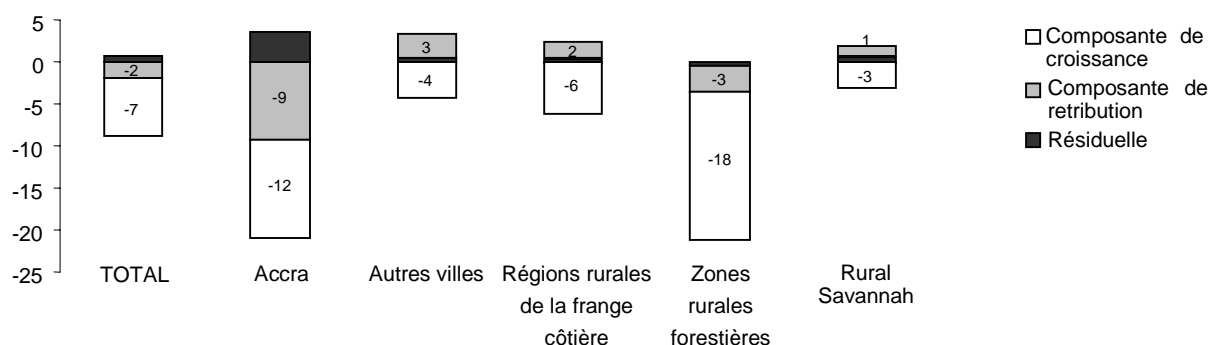 5
0
-5
-10
-15
-20
-25
-2
-7
-9
-12
3
-4
2
-6
-3
-18
1
-3
TOTAL
Accra
Autres villes
Régions rurales
de la frange
côtière
Zones
rurales
forestières
Rural
Savannah
Composante de
croissance
Composante de
retribution
Résiduelle